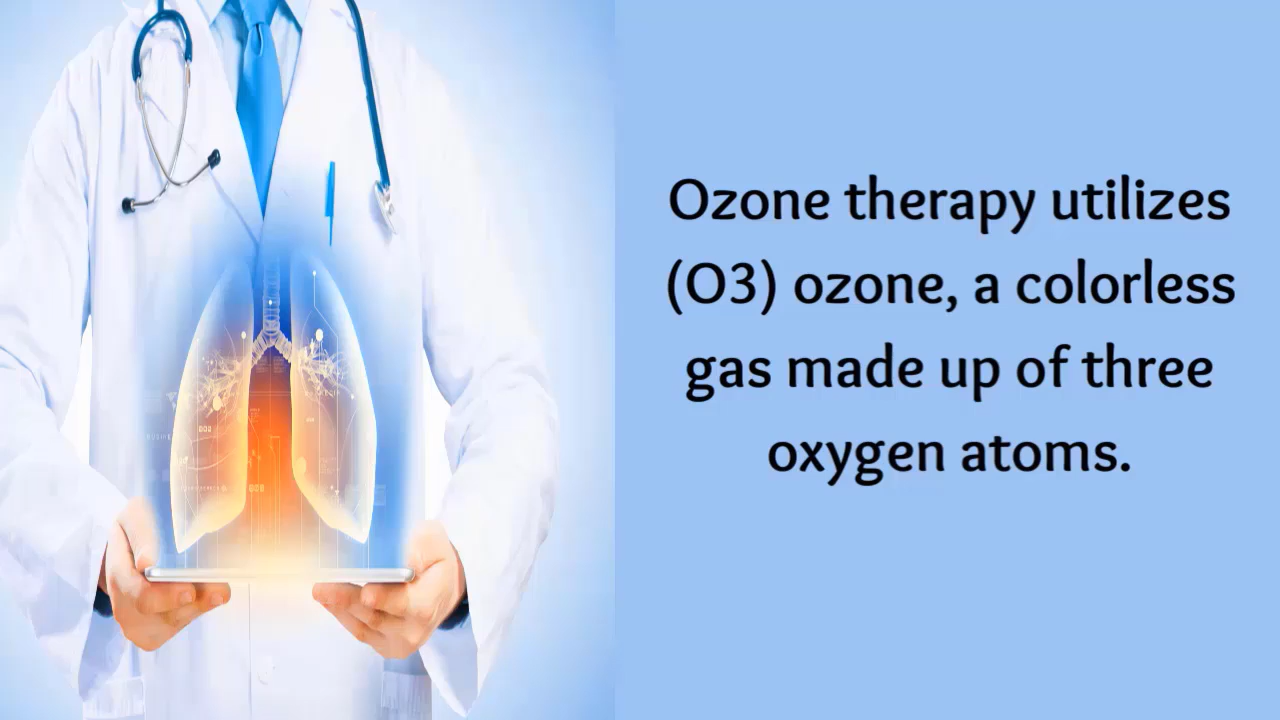 Ozone therapy utilizes
(O3) ozone, a colorless
gas made up of three
oxygen atoms.